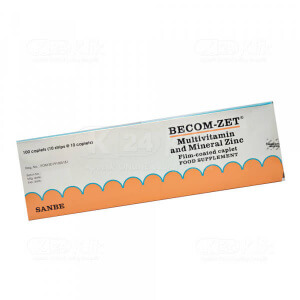 100 caplets (10 strips @ 10 caplets)
BECOM-ZET®
Multivitamin
and Mineral Zinc
Film-coated caplet
FOOD SUPPLEMENT
SANBE